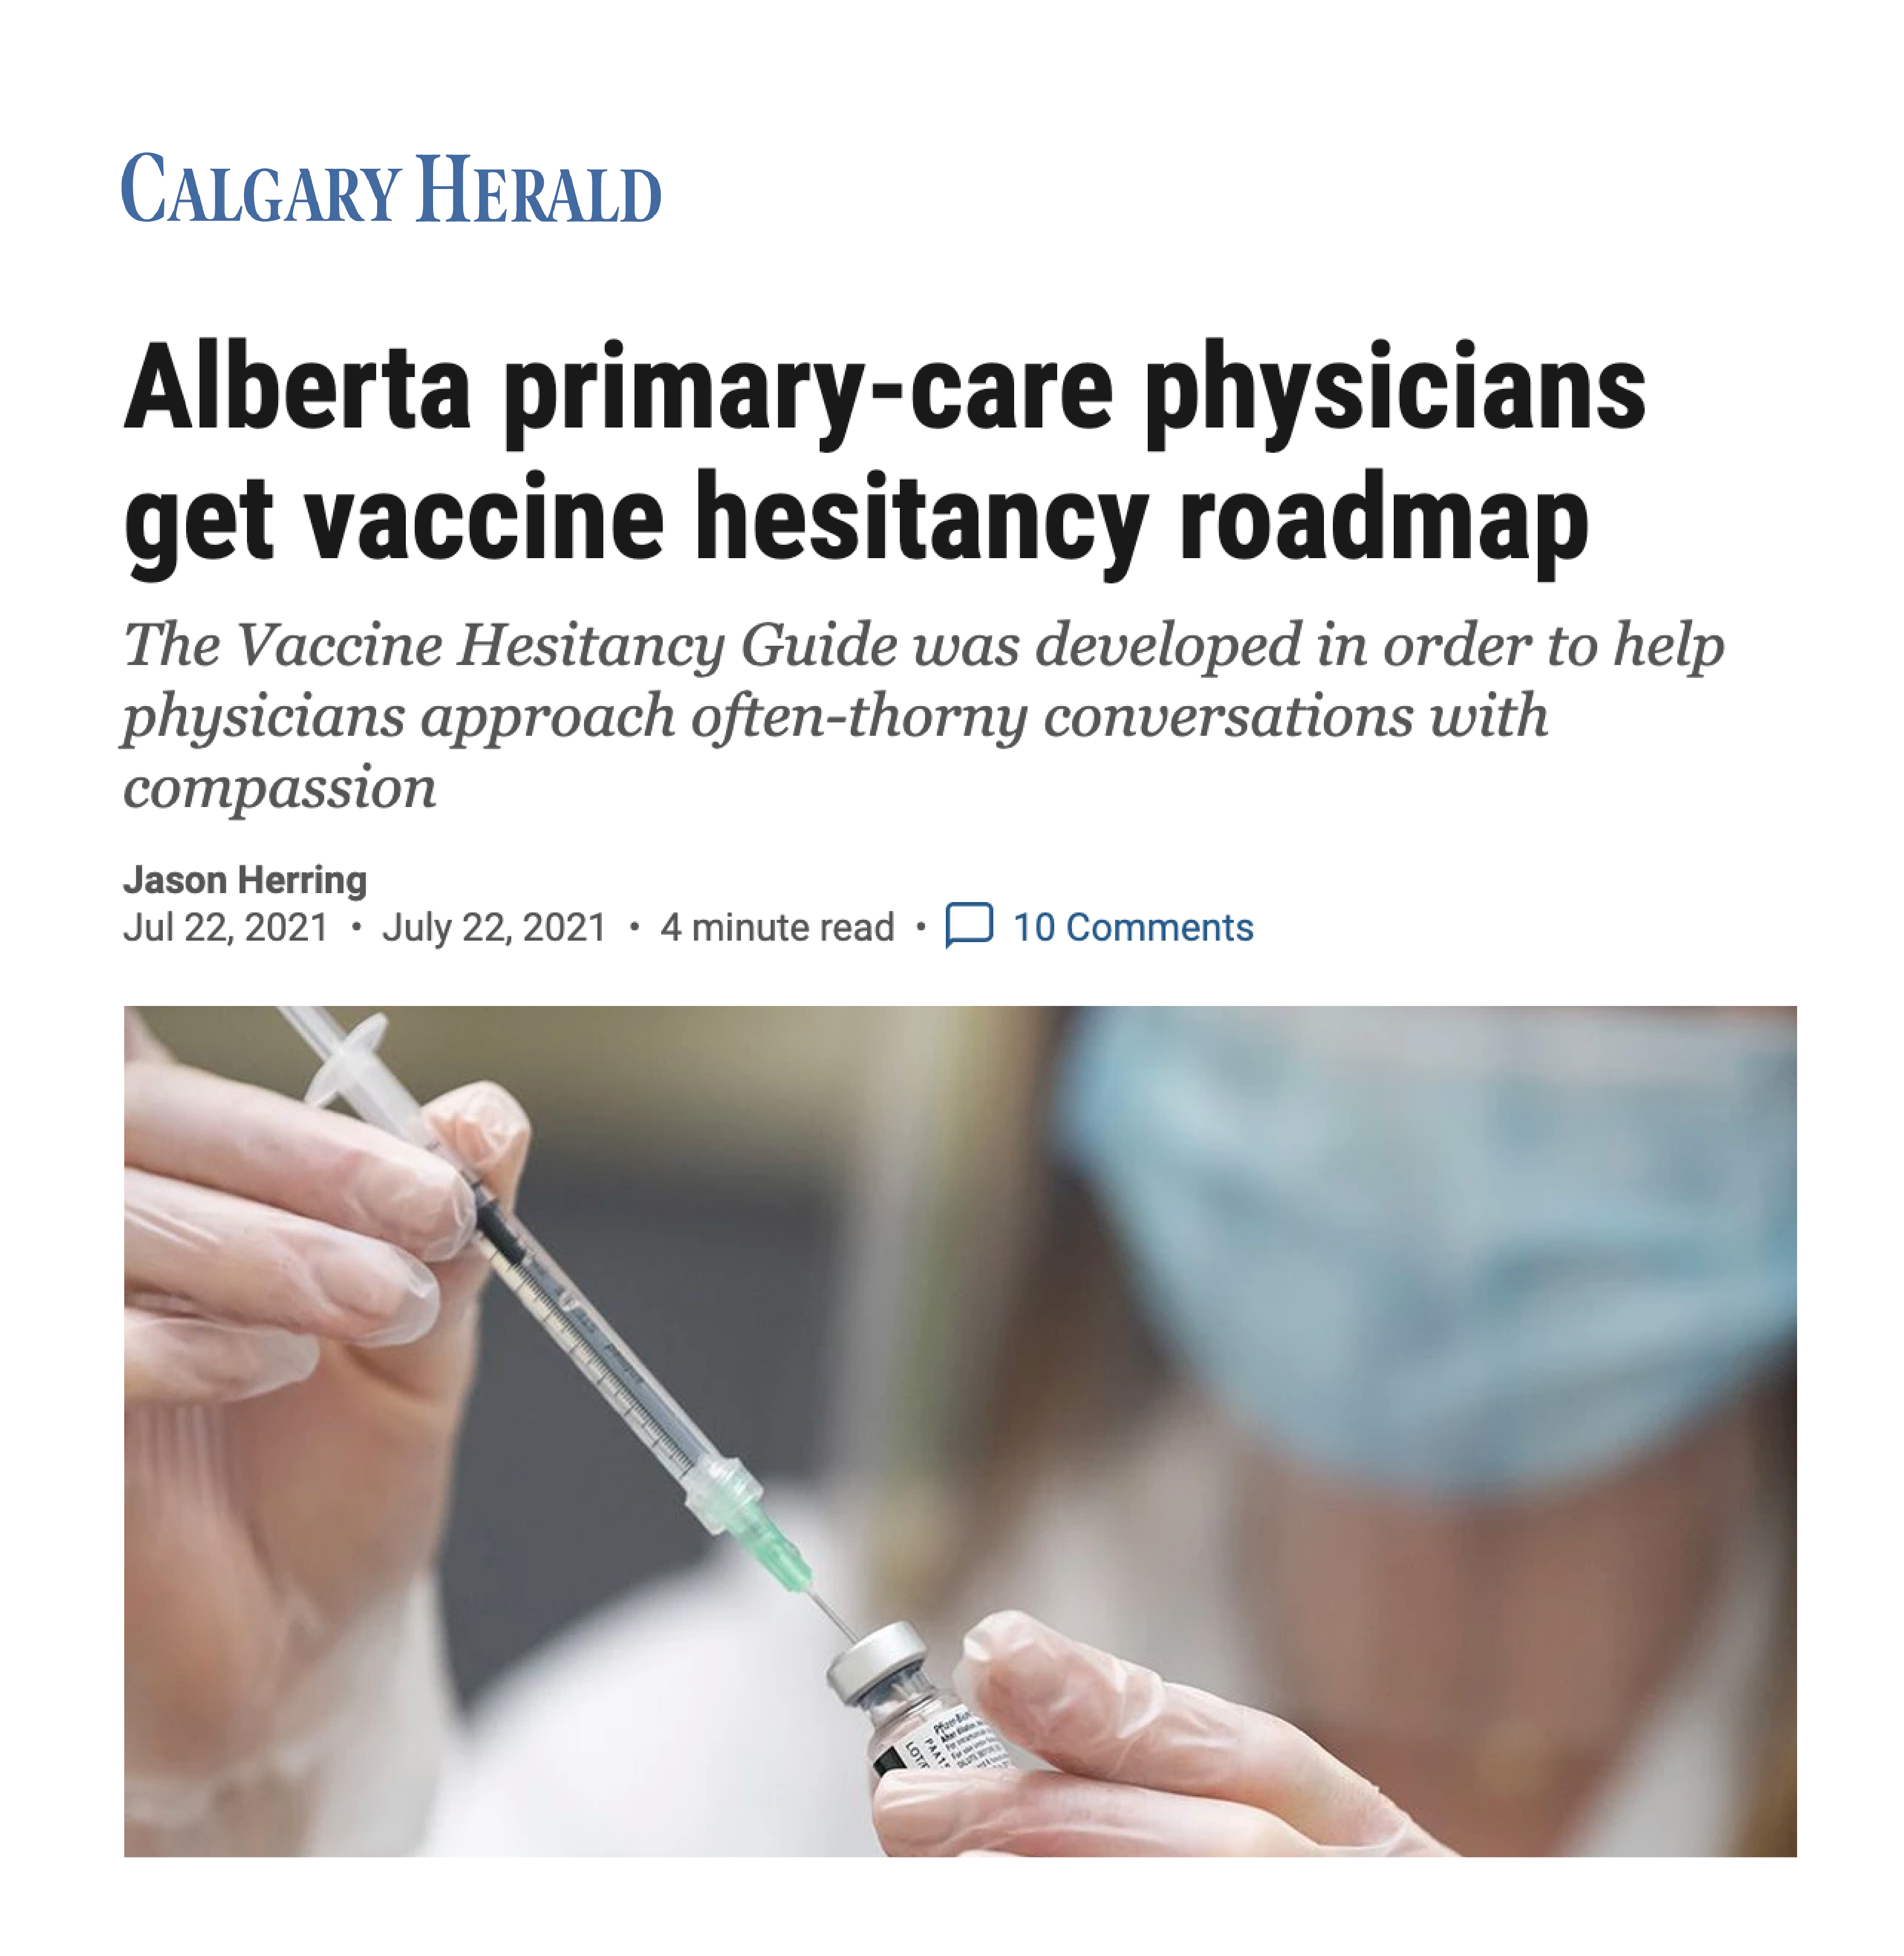 CALGARY HERALD
Alberta primary-care physicians
get vaccine hesitancy roadmap
The Vaccine Hesitancy Guide was developed in order to help
physicians approach often-thorny conversations with
compassion
Jason Herring
Jul 22, 2021 • July 22, 2021 • 4 minute read • 10 Comments